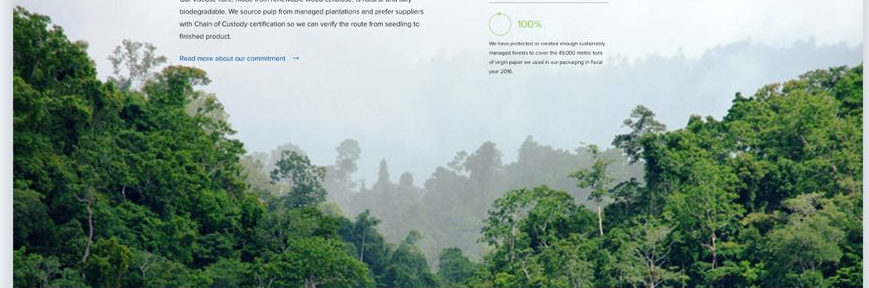 biodegradable. We source pulp from managed plantations and prefer suppliers
with Chain of Custody certification so we can verify the route from seedling to
finished product.
Read more about our commitment →
100%
We have protected or created enough sustainably
managed forests to cover the 49,000 metric tons
of virgin paper we used in our packaging in fiscal
year 2016.